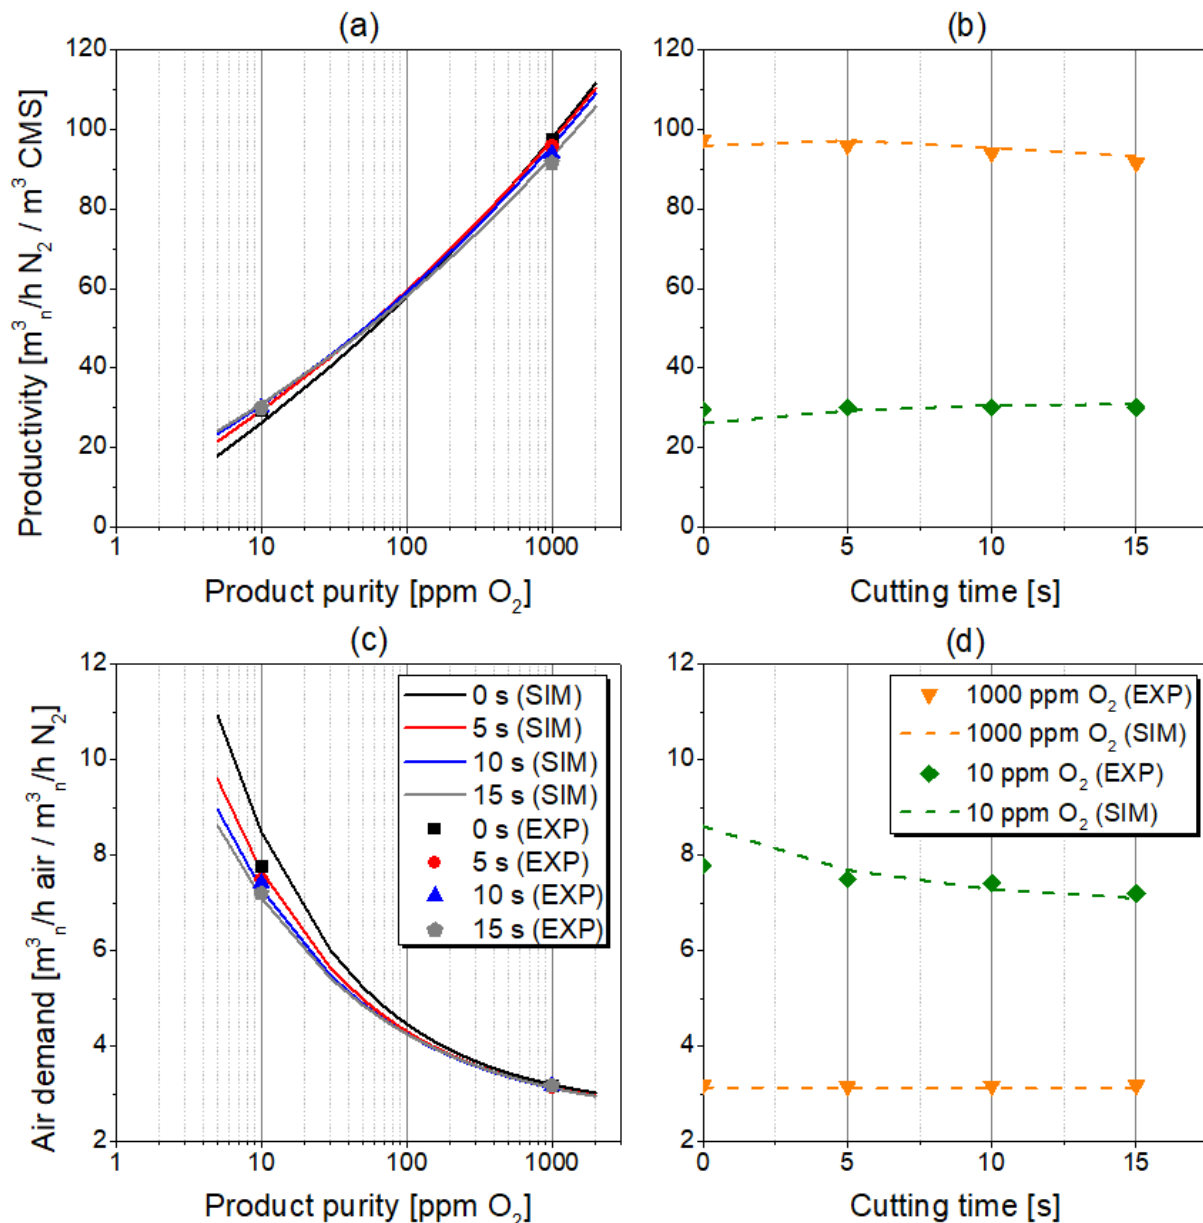 (a)
(b)
120
100
80
60
40
20
0
1
10
100
1000
Productivity [m³ₙ/h N₂ / m³ CMS]
Product purity [ppm O₂]
120
100
80
60
40
20
0
0
5
10
15
Cutting time [s]
(c)
(d)
12
10
8
6
4
2
1
10
100
1000
Air demand [m³ₙ/h air / m³ₙ/h N₂]
Product purity [ppm O₂]
0 s (SIM)
5 s (SIM)
10 s (SIM)
15 s (SIM)
0 s (EXP)
5 s (EXP)
10 s (EXP)
15 s (EXP)
12
10
8
6
4
2
0
5
10
15
Cutting time [s]
1000 ppm O₂ (EXP)
1000 ppm O₂ (SIM)
10 ppm O₂ (EXP)
10 ppm O₂ (SIM)